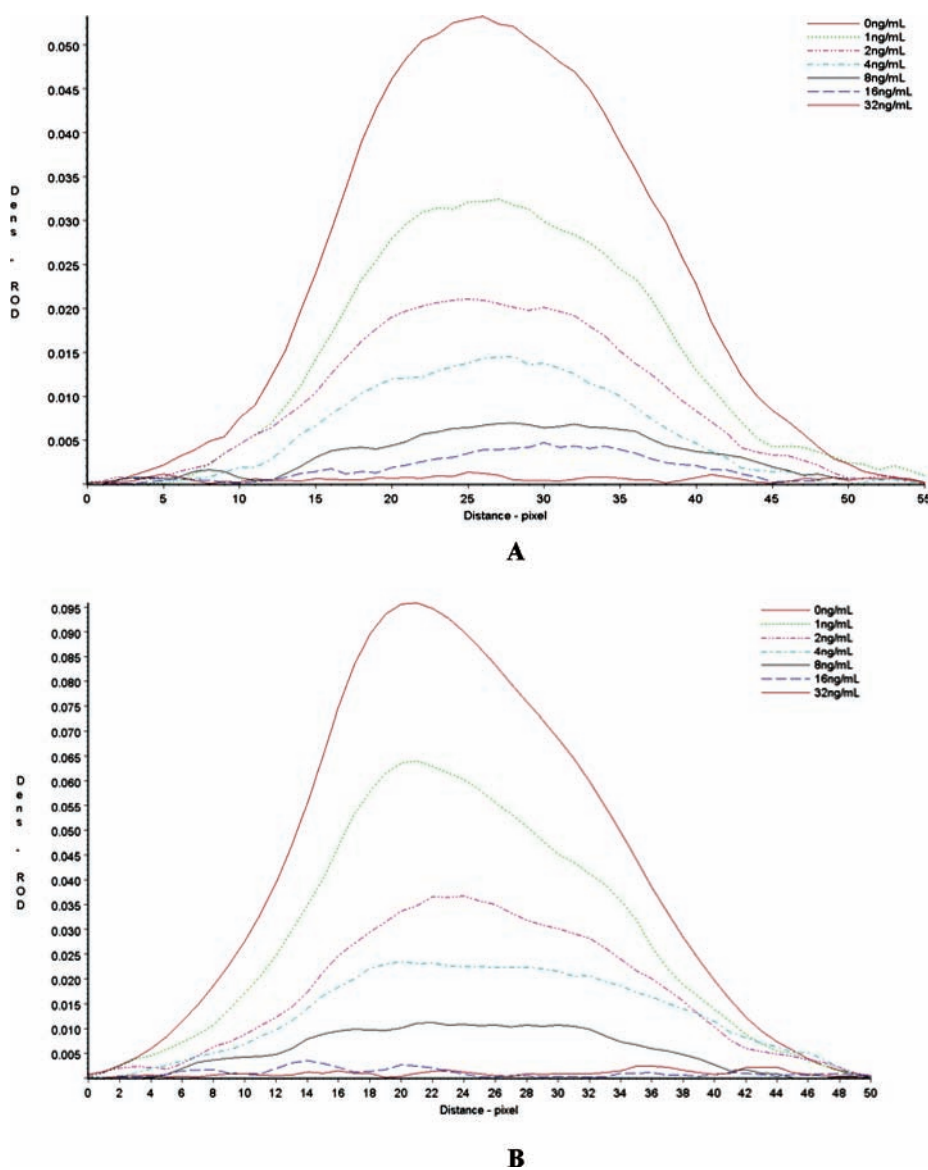 0ng/mL
1ng/mL
2ng/mL
4ng/mL
8ng/mL
16ng/mL
32ng/mL
0.050
0.045
0.040
0.035
0.030
0.025
0.020
0.015
0.010
0.005
Dens - ROD
0 5 10 15 20 25 30 35 40 45 50 55
Distance - pixel
A
0ng/mL
1ng/mL
2ng/mL
4ng/mL
8ng/mL
16ng/mL
32ng/mL
0.095
0.090
0.085
0.080
0.075
0.070
0.065
0.060
0.055
0.050
0.045
0.040
0.035
0.030
0.025
0.020
0.015
0.010
0.005
Dens - ROD
0 2 4 6 8 10 12 14 16 18 20 22 24 26 28 30 32 34 36 38 40 42 44 46 48 50
Distance - pixel
B